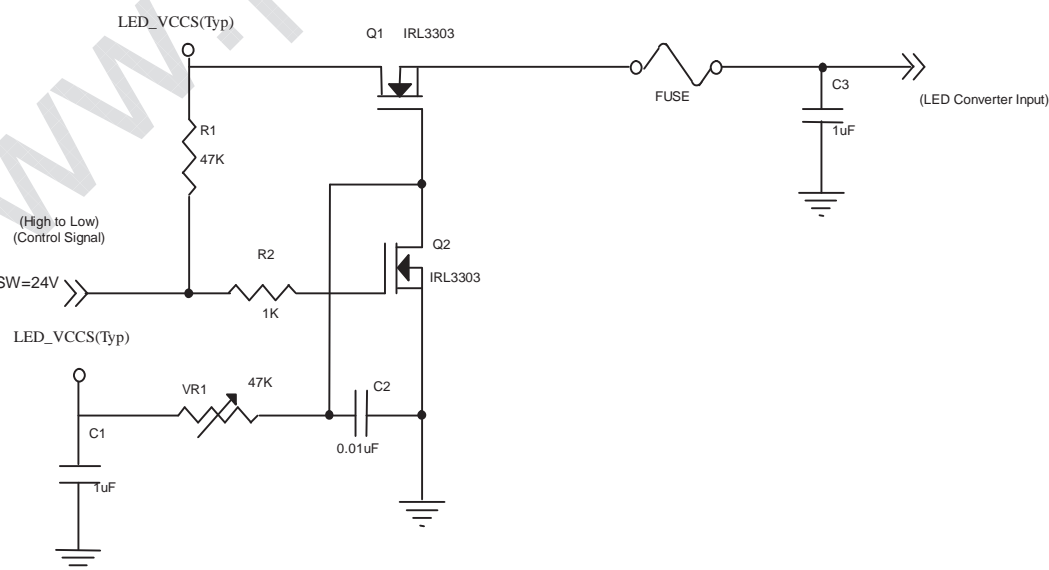 LED_VCCS(Typ)
Q1 IRL3303
FUSE
C3
1uF
(LED Converter Input)
R1
47K
(High to Low)
(Control Signal)
SW=24V
R2
1K
Q2
IRL3303
LED_VCCS(Typ)
VR1
47K
C2
0.01uF
C1
1uF